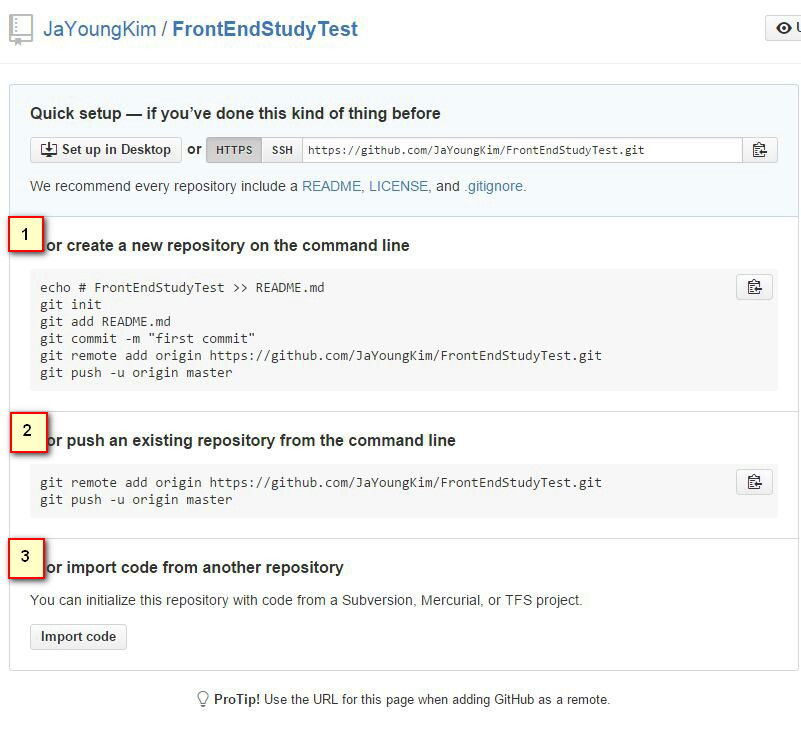 JaYoungKim / FrontEndStudyTest
Quick setup — if you've done this kind of thing before
Set up in Desktop or HTTPS SSH https://github.com/JaYoungKim/FrontEndStudyTest.git
We recommend every repository include a README, LICENSE, and .gitignore.
1
or create a new repository on the command line
echo # FrontEndStudyTest >> README.md
git init
git add README.md
git commit -m "first commit"
git remote add origin https://github.com/JaYoungKim/FrontEndStudyTest.git
git push -u origin master
2
or push an existing repository from the command line
git remote add origin https://github.com/JaYoungKim/FrontEndStudyTest.git
git push -u origin master
3
or import code from another repository
You can initialize this repository with code from a Subversion, Mercurial, or TFS project.
Import code
ProTip! Use the URL for this page when adding GitHub as a remote.